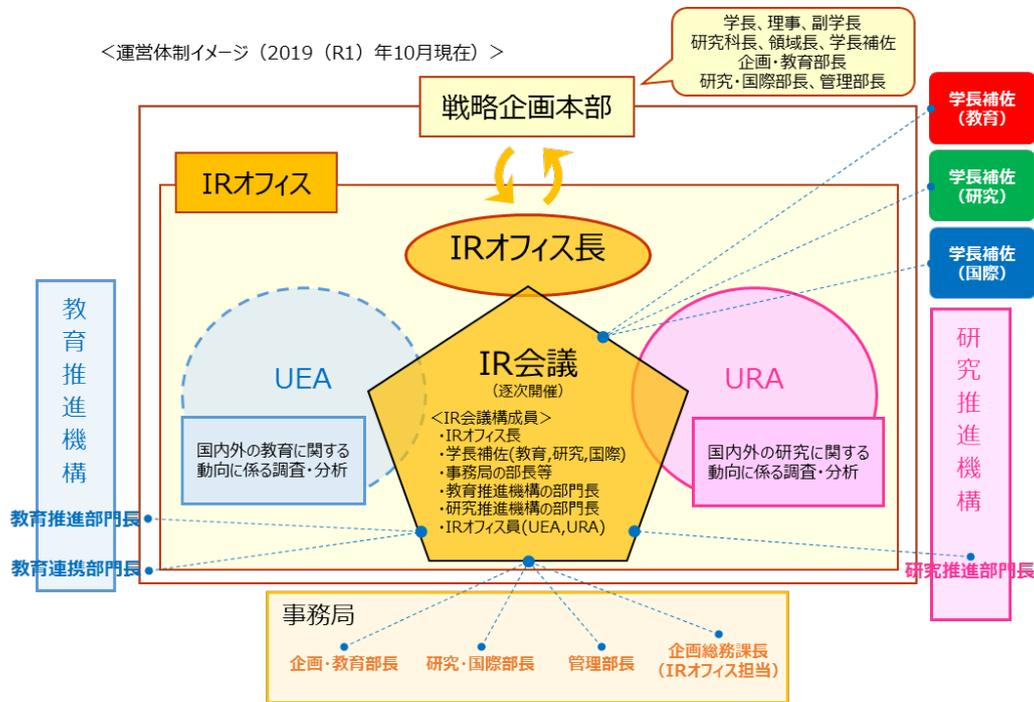 <運営体制イメージ（2019（R1）年10月現在）>
学長、理事、副学長
研究科長、領域長、学長補佐
企画・教育部長
研究・国際部長、管理部長
戦略企画本部
学長補佐
（教育）
学長補佐
（研究）
学長補佐
（国際）
IRオフィス
IRオフィス長
教育推進機構
UEA
国内外の教育に関する
動向に係る調査・分析
IR会議
（逐次開催）
<IR会議構成員>
・IRオフィス長
・学長補佐(教育,研究,国際)
・事務局の部長等
・教育推進機構の部門長
・研究推進機構の部門長
・IRオフィス員(UEA,URA)
URA
国内外の研究に関する
動向に係る調査・分析
研究推進機構
教育推進部門長
教育連携部門長
研究推進部門長
事務局
企画・教育部長
研究・国際部長
管理部長
企画総務課長
（IRオフィス担当）